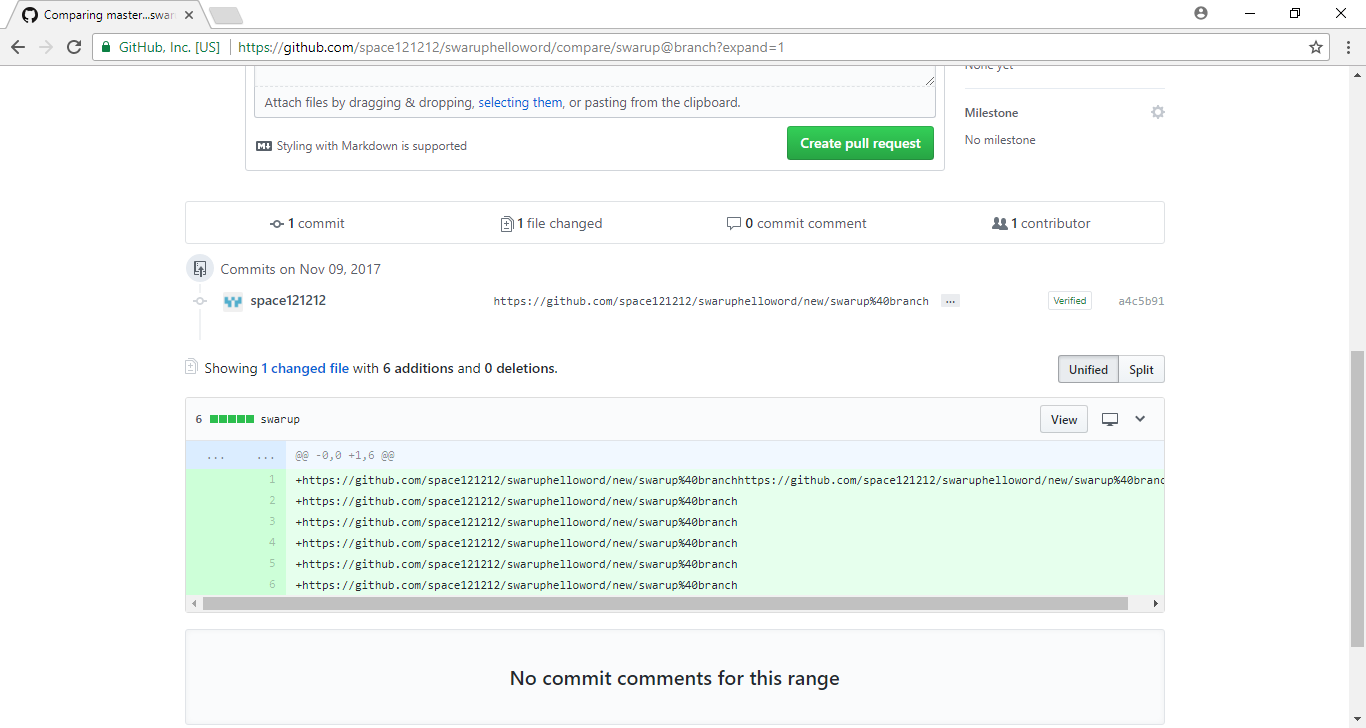 Comparing master...swar
GitHub, Inc. [US] https://github.com/space121212/swaruphelloword/compare/swarup@branch?expand=1
None yet
Attach files by dragging & dropping, selecting them, or pasting from the clipboard.
Styling with Markdown is supported
Create pull request
Milestone
No milestone
1 commit
1 file changed
0 commit comment
1 contributor
Commits on Nov 09, 2017
space121212 https://github.com/space121212/swaruphelloword/new/swarup%40branch ... Verified a4c5b91
Showing 1 changed file with 6 additions and 0 deletions.
Unified Split
6 swarup View
... ... @@ -0,0 +1,6 @@
1 +https://github.com/space121212/swaruphelloword/new/swarup%40branchhttps://github.com/space121212/swaruphelloword/new/swarup%40branc
2 +https://github.com/space121212/swaruphelloword/new/swarup%40branch
3 +https://github.com/space121212/swaruphelloword/new/swarup%40branch
4 +https://github.com/space121212/swaruphelloword/new/swarup%40branch
5 +https://github.com/space121212/swaruphelloword/new/swarup%40branch
6 +https://github.com/space121212/swaruphelloword/new/swarup%40branch
No commit comments for this range